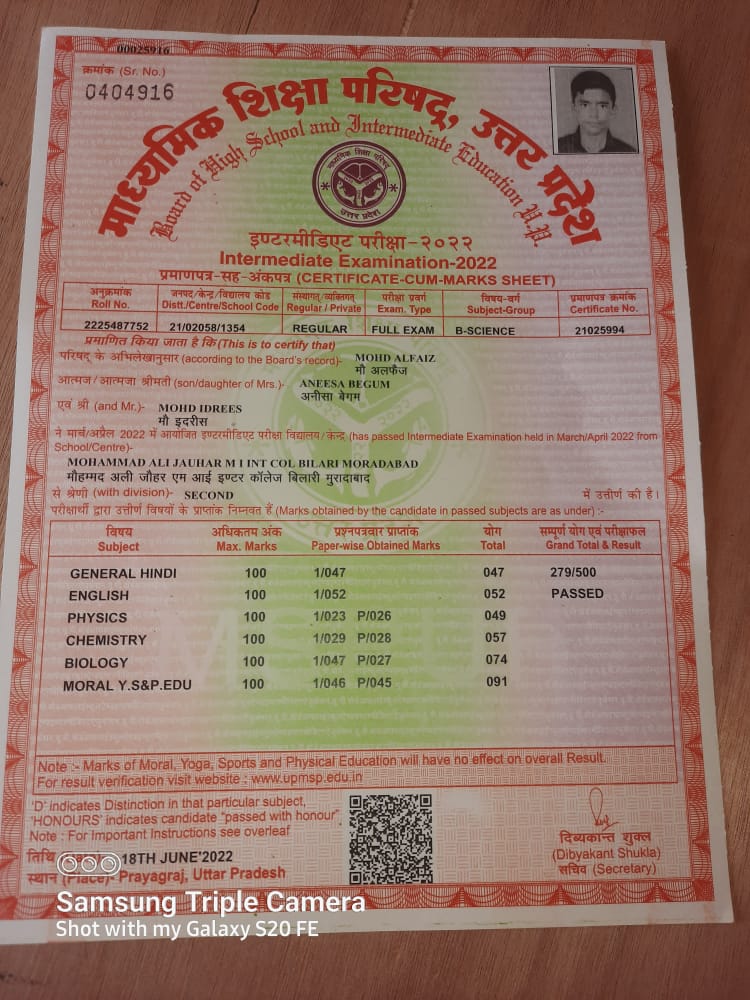 00025916
क्रमांक (Sr. No.)
0404916
माध्यमिक शिक्षा परिषद्, उत्तर प्रदेश
Board of High School and Intermediate Education U.P.
माध्यमिक शिक्षा परिषद
उत्तर प्रदेश
इण्टरमीडिएट परीक्षा-२०२२
Intermediate Examination-2022
प्रमाणपत्र-सह-अंकपत्र (CERTIFICATE-CUM-MARKS SHEET)
अनुक्रमांक जनपद/केन्द्र/विद्यालय कोड संस्थागत/व्यक्तिगत परीक्षा प्रवर्ग विषय-वर्ग प्रमाणपत्र क्रमांक
Roll No. Distt./Centre/School Code Regular / Private Exam. Type Subject-Group Certificate No.
2225487752 21/02058/1354 REGULAR FULL EXAM B-SCIENCE 21025994
प्रमाणित किया जाता है कि (This is to certify that)
परिषद् के अभिलेखानुसार (according to the Board's record)- MOHD ALFAIZ
मौ अलफैज
आत्मज/आत्मजा श्रीमती (son/daughter of Mrs.)- ANEESA BEGUM
अनीसा बेगम
एवं श्री (and Mr.)- MOHD IDREES
मौ इदरीस
ने मार्च/अप्रैल 2022 में आयोजित इण्टरमीडिएट परीक्षा विद्यालय/केन्द्र (has passed Intermediate Examination held in March/April 2022 from
School/Centre)-
MOHAMMAD ALI JAUHAR M I INT COL BILARI MORADABAD
मौहम्मद अली जौहर एम आई इण्टर कॉलेज बिलारी मुरादाबाद
से श्रेणी (with division)- SECOND में उत्तीर्ण की है।
परीक्षार्थी द्वारा उत्तीर्ण विषयों के प्राप्तांक निम्नवत हैं (Marks obtained by the candidate in passed subjects are as under) :-
विषय अधिकतम अंक प्रश्नपत्रवार प्राप्तांक योग सम्पूर्ण योग एवं परीक्षाफल
Subject Max. Marks Paper-wise Obtained Marks Total Grand Total & Result
GENERAL HINDI 100 1/047 047 279/500
ENGLISH 100 1/052 052 PASSED
PHYSICS 100 1/023 P/026 049
CHEMISTRY 100 1/029 P/028 057
BIOLOGY 100 1/047 P/027 074
MORAL Y.S&P.EDU 100 1/046 P/045 091
Note :- Marks of Moral, Yoga, Sports and Physical Education will have no effect on overall Result.
For result verification visit website : www.upmsp.edu.in
'D' indicates Distinction in that particular subject,
'HONOURS' indicates candidate "passed with honour"
Note : For Important Instructions see overleaf
तिथि 18TH JUNE'2022
स्थान (Place)- Prayagraj, Uttar Pradesh
दिब्यकान्त शुक्ल
(Dibyakant Shukla)
सचिव (Secretary)
Samsung Triple Camera
Shot with my Galaxy S20 FE